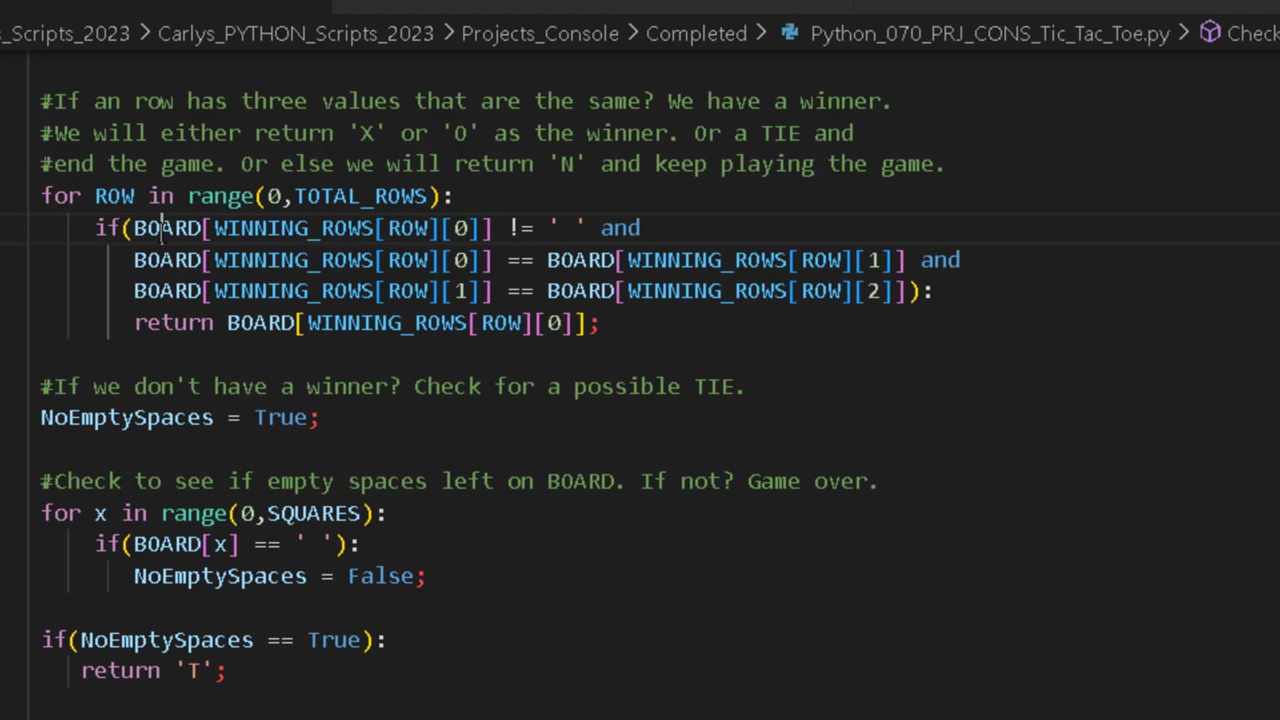 s_Scripts_2023 > Carlys_PYTHON_Scripts_2023 > Projects_Console > Completed > Python_070_PRJ_CONS_Tic_Tac_Toe.py > Check
#If an row has three values that are the same? We have a winner.
#We will either return 'X' or 'O' as the winner. Or a TIE and
#end the game. Or else we will return 'N' and keep playing the game.
for ROW in range(0,TOTAL_ROWS):
if(BOARD[WINNING_ROWS[ROW][0]] != ' ' and
BOARD[WINNING_ROWS[ROW][0]] == BOARD[WINNING_ROWS[ROW][1]] and
BOARD[WINNING_ROWS[ROW][1]] == BOARD[WINNING_ROWS[ROW][2]]):
return BOARD[WINNING_ROWS[ROW][0]];
#If we don't have a winner? Check for a possible TIE.
NoEmptySpaces = True;
#Check to see if empty spaces left on BOARD. If not? Game over.
for x in range(0,SQUARES):
if(BOARD[x] == ' '):
NoEmptySpaces = False;
if(NoEmptySpaces == True):
return 'T';